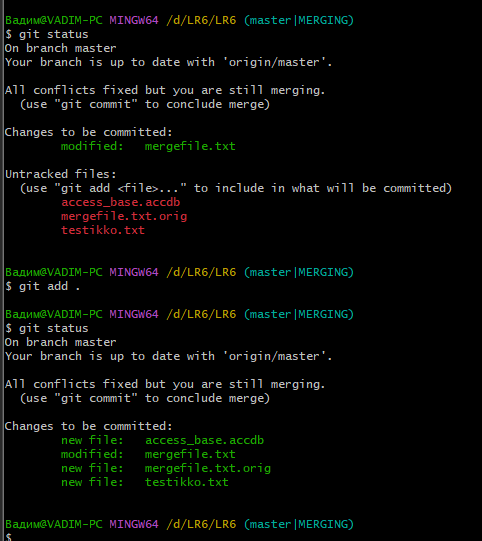 Вадим@VADIM-PC MINGW64 /d/LR6/LR6 (master|MERGING)
$ git status
On branch master
Your branch is up to date with 'origin/master'.
All conflicts fixed but you are still merging.
(use "git commit" to conclude merge)
Changes to be committed:
modified: mergefile.txt
Untracked files:
(use "git add <file>..." to include in what will be committed)
access_base.accdb
mergefile.txt.orig
testikko.txt
Вадим@VADIM-PC MINGW64 /d/LR6/LR6 (master|MERGING)
$ git add .
Вадим@VADIM-PC MINGW64 /d/LR6/LR6 (master|MERGING)
$ git status
On branch master
Your branch is up to date with 'origin/master'.
All conflicts fixed but you are still merging.
(use "git commit" to conclude merge)
Changes to be committed:
new file: access_base.accdb
modified: mergefile.txt
new file: mergefile.txt.orig
new file: testikko.txt
Вадим@VADIM-PC MINGW64 /d/LR6/LR6 (master|MERGING)
$